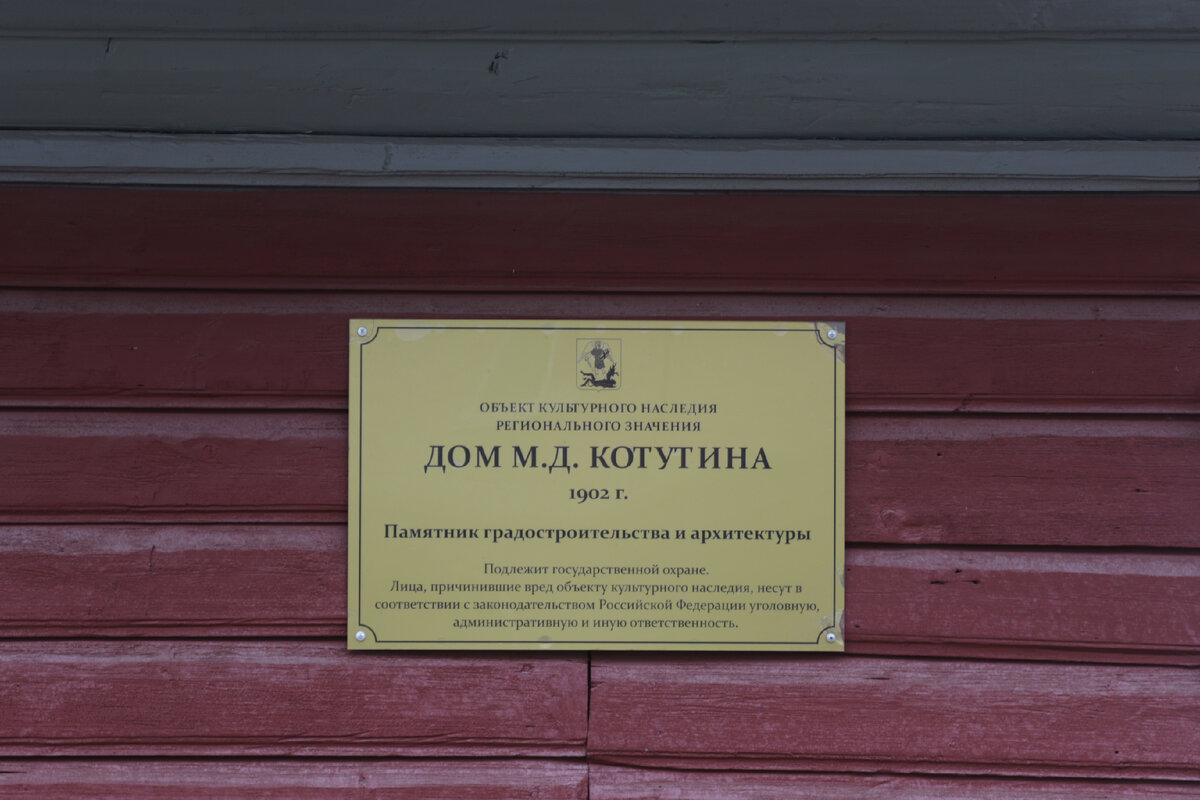 ОБЪЕКТ КУЛЬТУРНОГО НАСЛЕДИЯ
РЕГИОНАЛЬНОГО ЗНАЧЕНИЯ
ДОМ М.Д. КОТУТИНА
1902 г.
Памятник градостроительства и архитектуры
Подлежит государственной охране.
Лица, причинившие вред объекту культурного наследия, несут в
соответствии с законодательством Российской Федерации уголовную,
административную и иную ответственность.